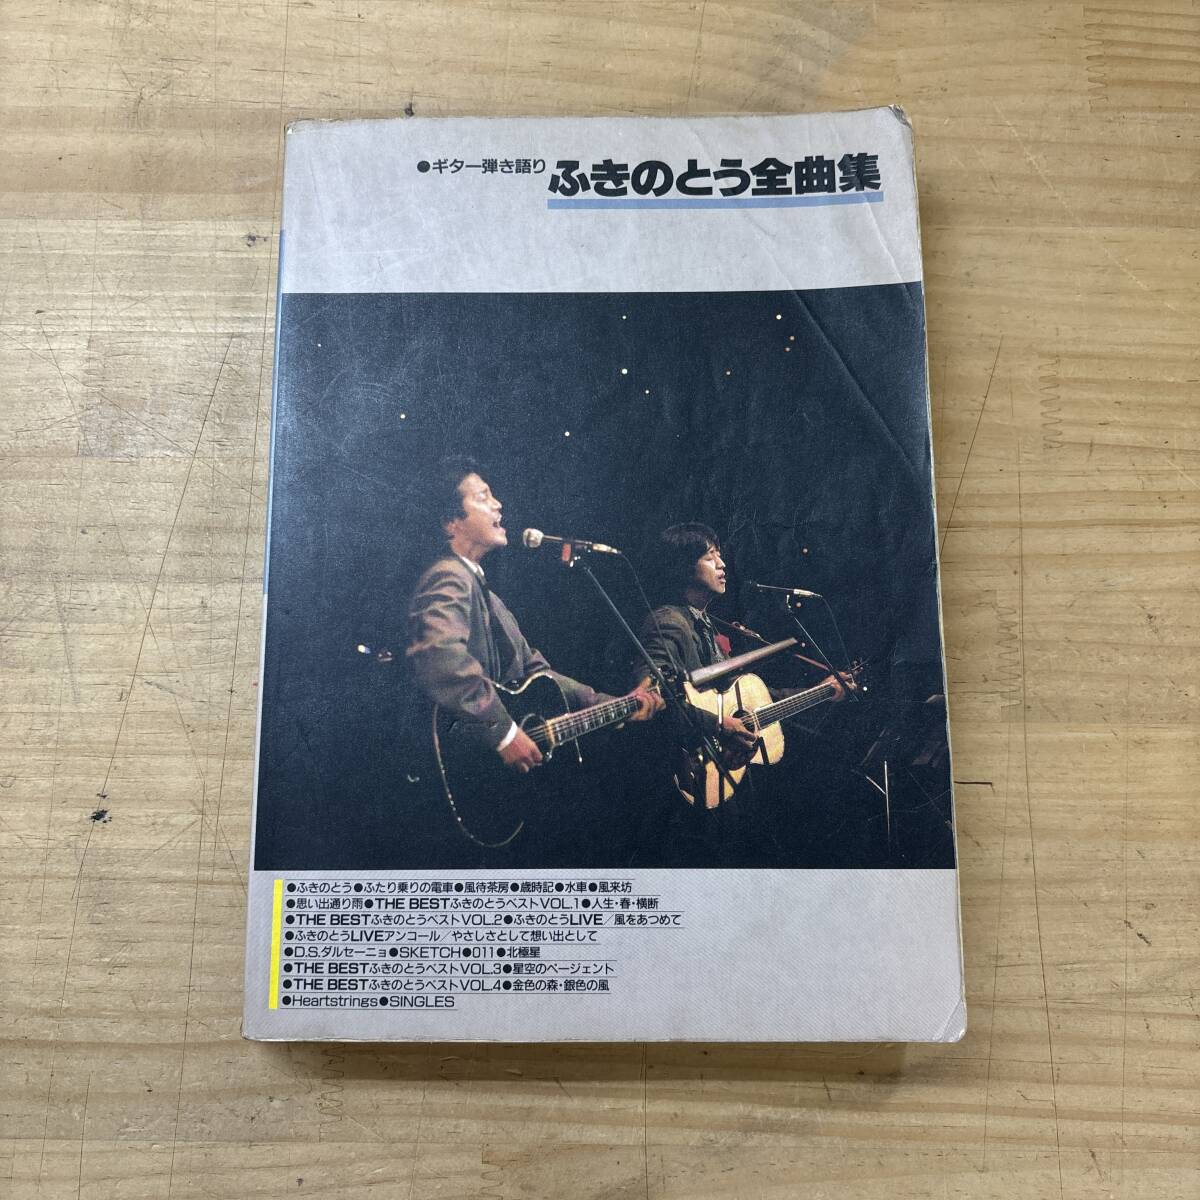 ●ギター弾き語り ふきのとう全曲集
●ふきのとう●ふたり乗りの電車●風待茶房●歳時記●水車●風来坊
●思い出通り雨●THE BESTふきのとうベストVOL.1●人生・春・横断
●THE BESTふきのとうベストVOL.2●ふきのとうLIVE/風をあつめて
●ふきのとうLIVEアンコール/やさしさとして想い出として
●D.S.ダルセーニョ●SKETCH●011●北極星
●THE BESTふきのとうベストVOL.3●星空のページェント
●THE BESTふきのとうベストVOL.4●金色の森・銀色の風
●Heartstrings●SINGLES